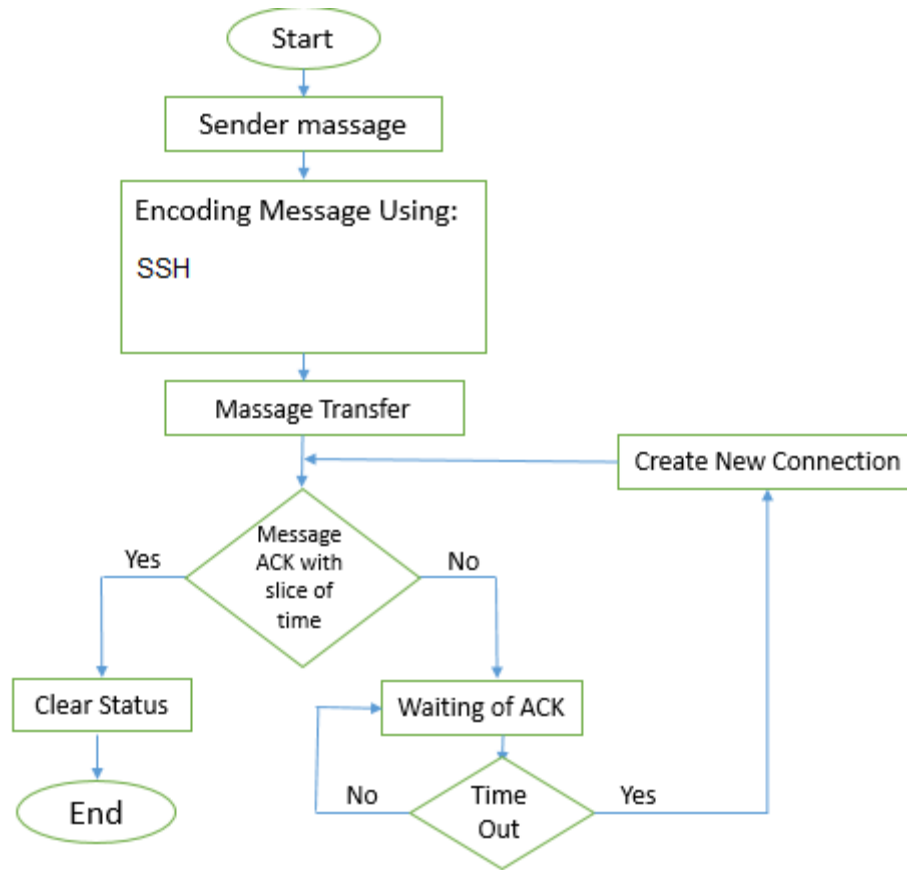 Start
Sender massage
Encoding Message Using:
SSH
Massage Transfer
Create New Connection
Message
ACK with
slice of
time
Yes
No
Clear Status
Waiting of ACK
End
No
Time
Out
Yes